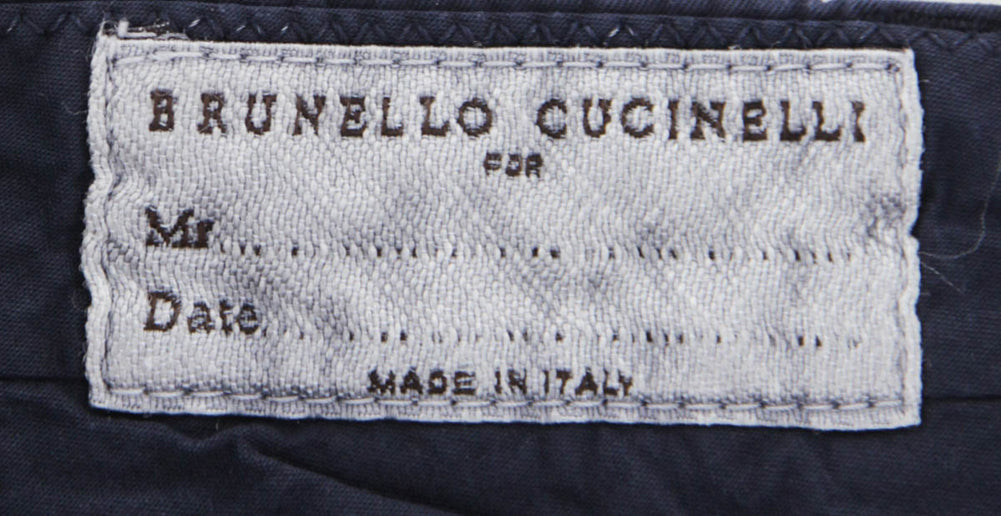 BRUNELLO CUCINELLI
FOR
Mr...............................
Date..............................
MADE IN ITALY